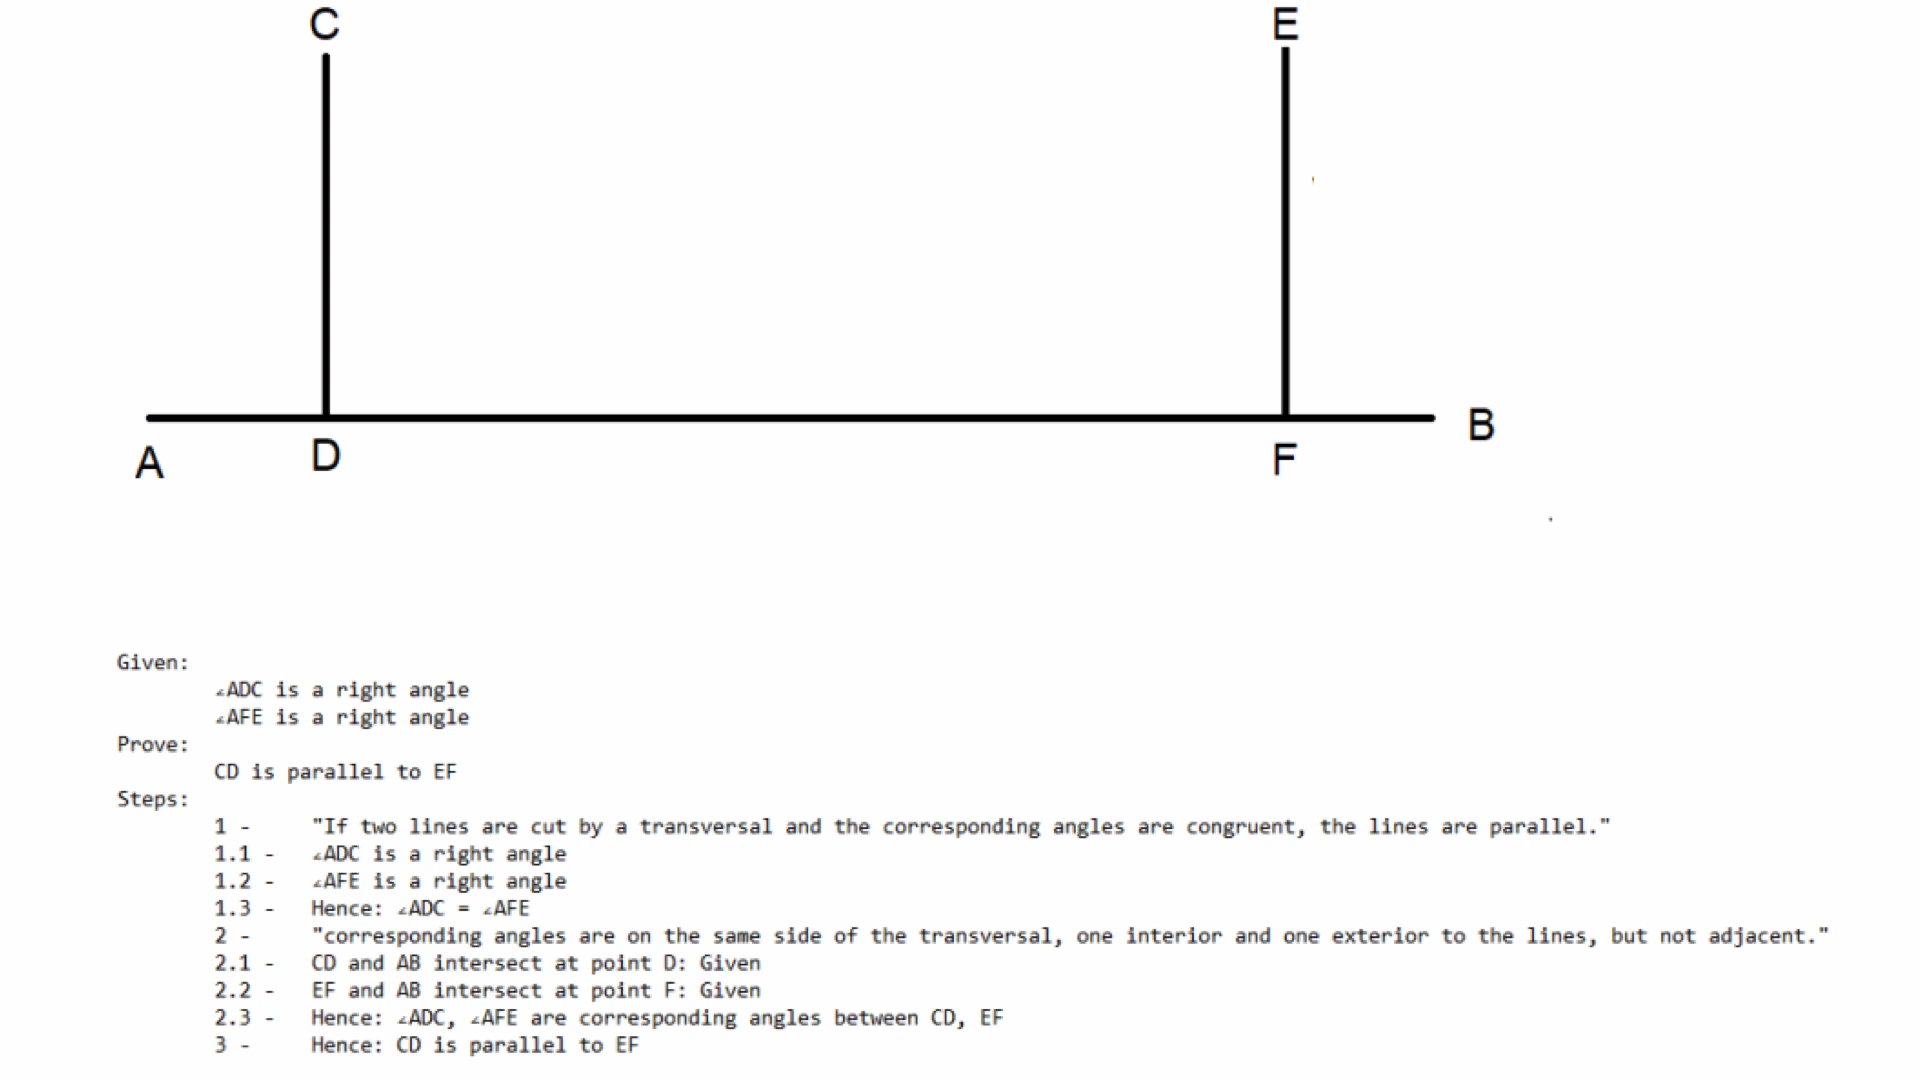 C E
A D F B
Given:
∠ADC is a right angle
∠AFE is a right angle
Prove:
CD is parallel to EF
Steps:
1 - "If two lines are cut by a transversal and the corresponding angles are congruent, the lines are parallel."
1.1 - ∠ADC is a right angle
1.2 - ∠AFE is a right angle
1.3 - Hence: ∠ADC = ∠AFE
2 - "corresponding angles are on the same side of the transversal, one interior and one exterior to the lines, but not adjacent."
2.1 - CD and AB intersect at point D: Given
2.2 - EF and AB intersect at point F: Given
2.3 - Hence: ∠ADC, ∠AFE are corresponding angles between CD, EF
3 - Hence: CD is parallel to EF